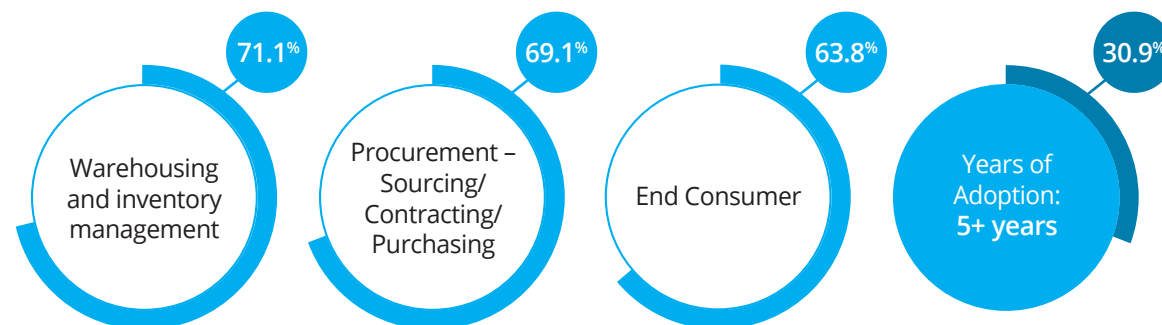 71.1%
Warehousing
and inventory
management
69.1%
Procurement –
Sourcing/
Contracting/
Purchasing
63.8%
End Consumer
30.9%
Years of
Adoption:
5+ years